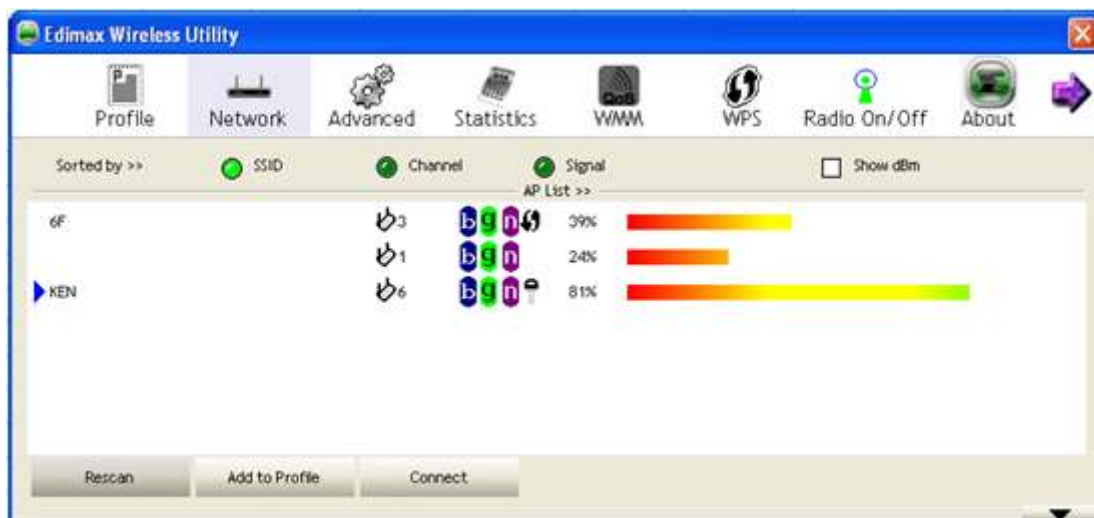 Edimax Wireless Utility
Profile Network Advanced Statistics WMM WPS Radio On/Off About
Sorted by >> SSID Channel Signal Show dBm
AP List >>
6F 3 b g n 39%
1 b g n 24%
KEN 6 b g n 81%
Rescan Add to Profile Connect